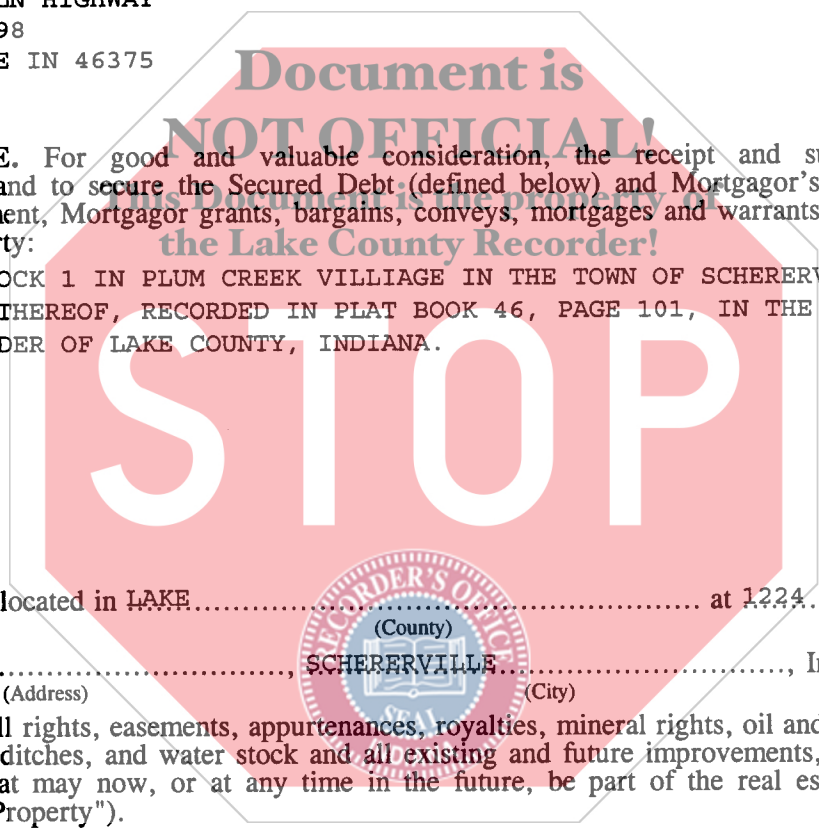 LN HIGHWAY
98
E IN 46375
Document is
NOT OFFICIAL!
This Document is the property of
the Lake County Recorder!
E. For good and valuable consideration, the receipt and su
and to secure the Secured Debt (defined below) and Mortgagor's
ent, Mortgagor grants, bargains, conveys, mortgages and warrants
ty:
OCK 1 IN PLUM CREEK VILLIAGE IN THE TOWN OF SCHERERV
THEREOF, RECORDED IN PLAT BOOK 46, PAGE 101, IN THE
DER OF LAKE COUNTY, INDIANA.
STOP
located in LAKE at 1224
(County)
, SCHERERVILLE , In
(Address) (City)
RECORDER'S OFFICE
SEAL
ll rights, easements, appurtenances, royalties, mineral rights, oil and
ditches, and water stock and all existing and future improvements,
at may now, or at any time in the future, be part of the real es
Property").